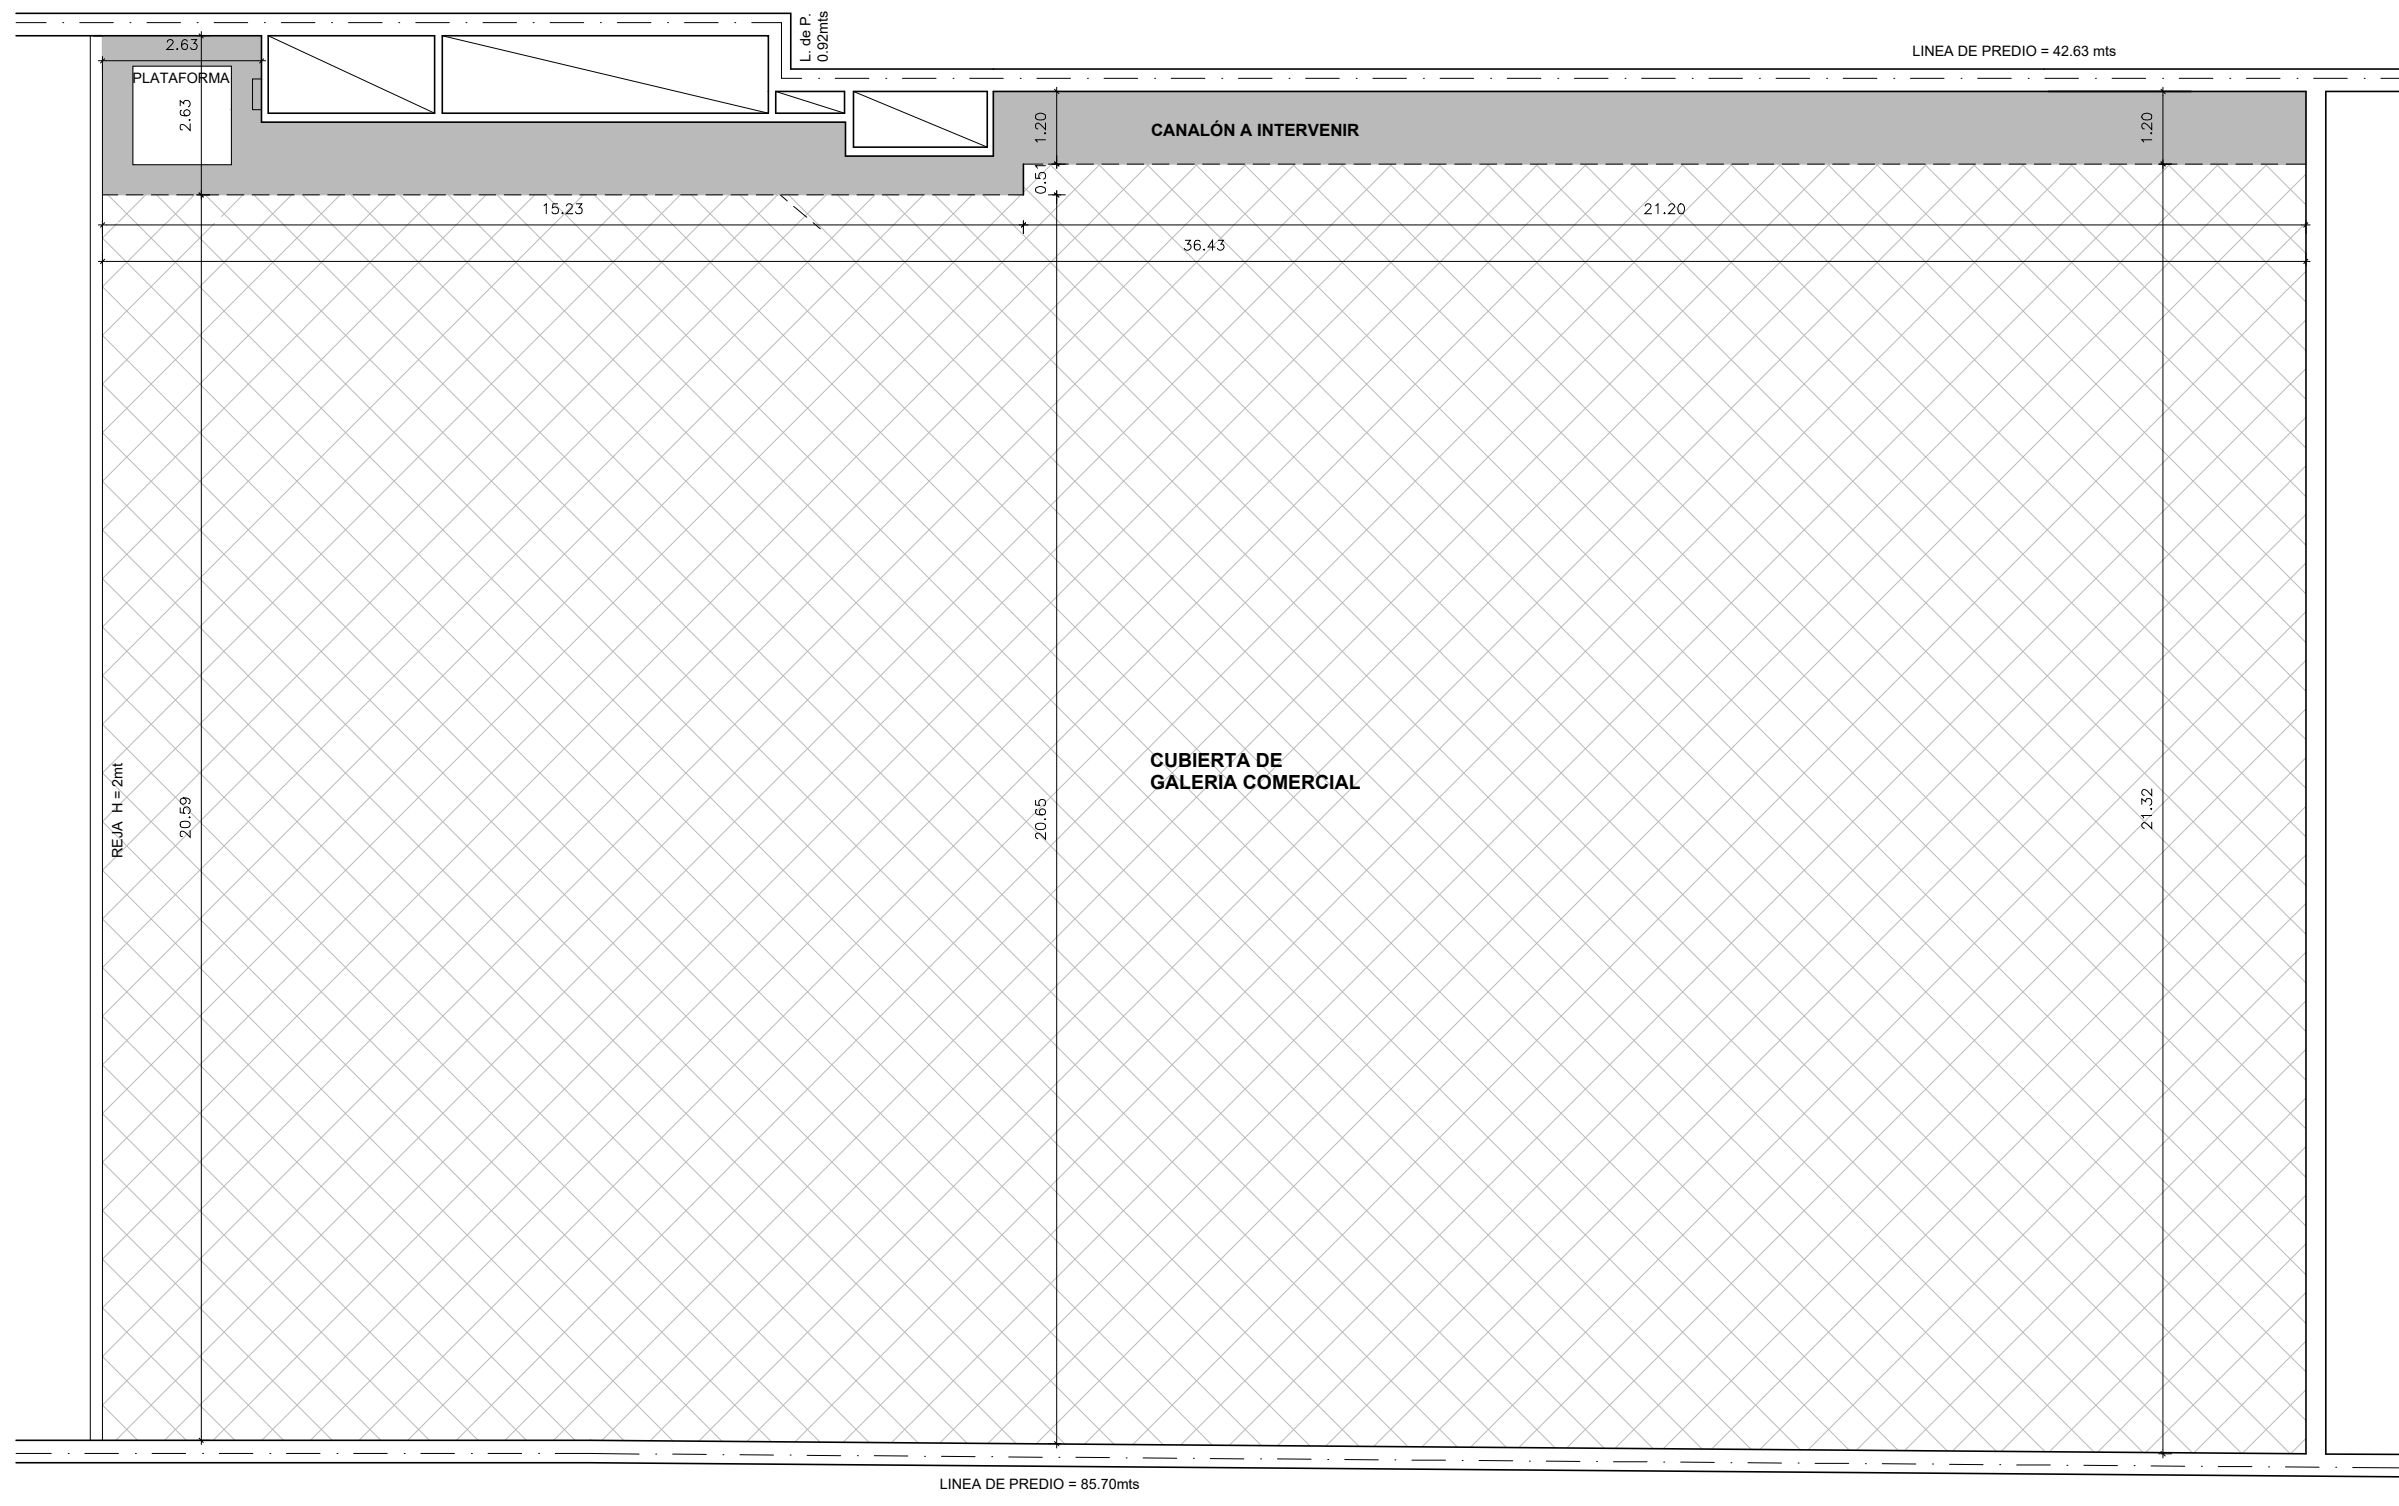 L. de P.
0.92mts
LINEA DE PREDIO = 42.63 mts
2.63
PLATAFORMA
2.63
1.20
CANALÓN A INTERVENIR
1.20
0.51
15.23
21.20
36.43
CUBIERTA DE
GALERIA COMERCIAL
REJA H = 2mt
20.59
20.65
21.32
LINEA DE PREDIO = 85.70mts